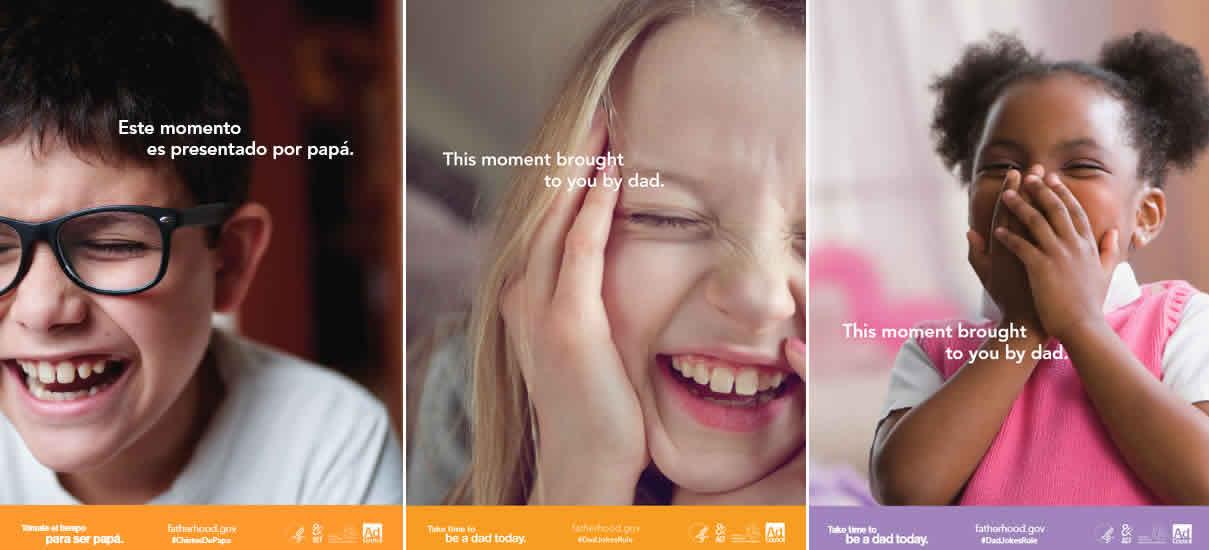 Este momento
es presentado por papá.
Tómate el tiempo
para ser papá.
fatherhood.gov
#ChistesDePapa
Ad
Council
This moment brought
to you by dad.
Take time to
be a dad today.
fatherhood.gov
#DadJokesRule
Ad
Council
This moment brought
to you by dad.
Take time to
be a dad today.
fatherhood.gov
#DadJokesRule
Ad
Council